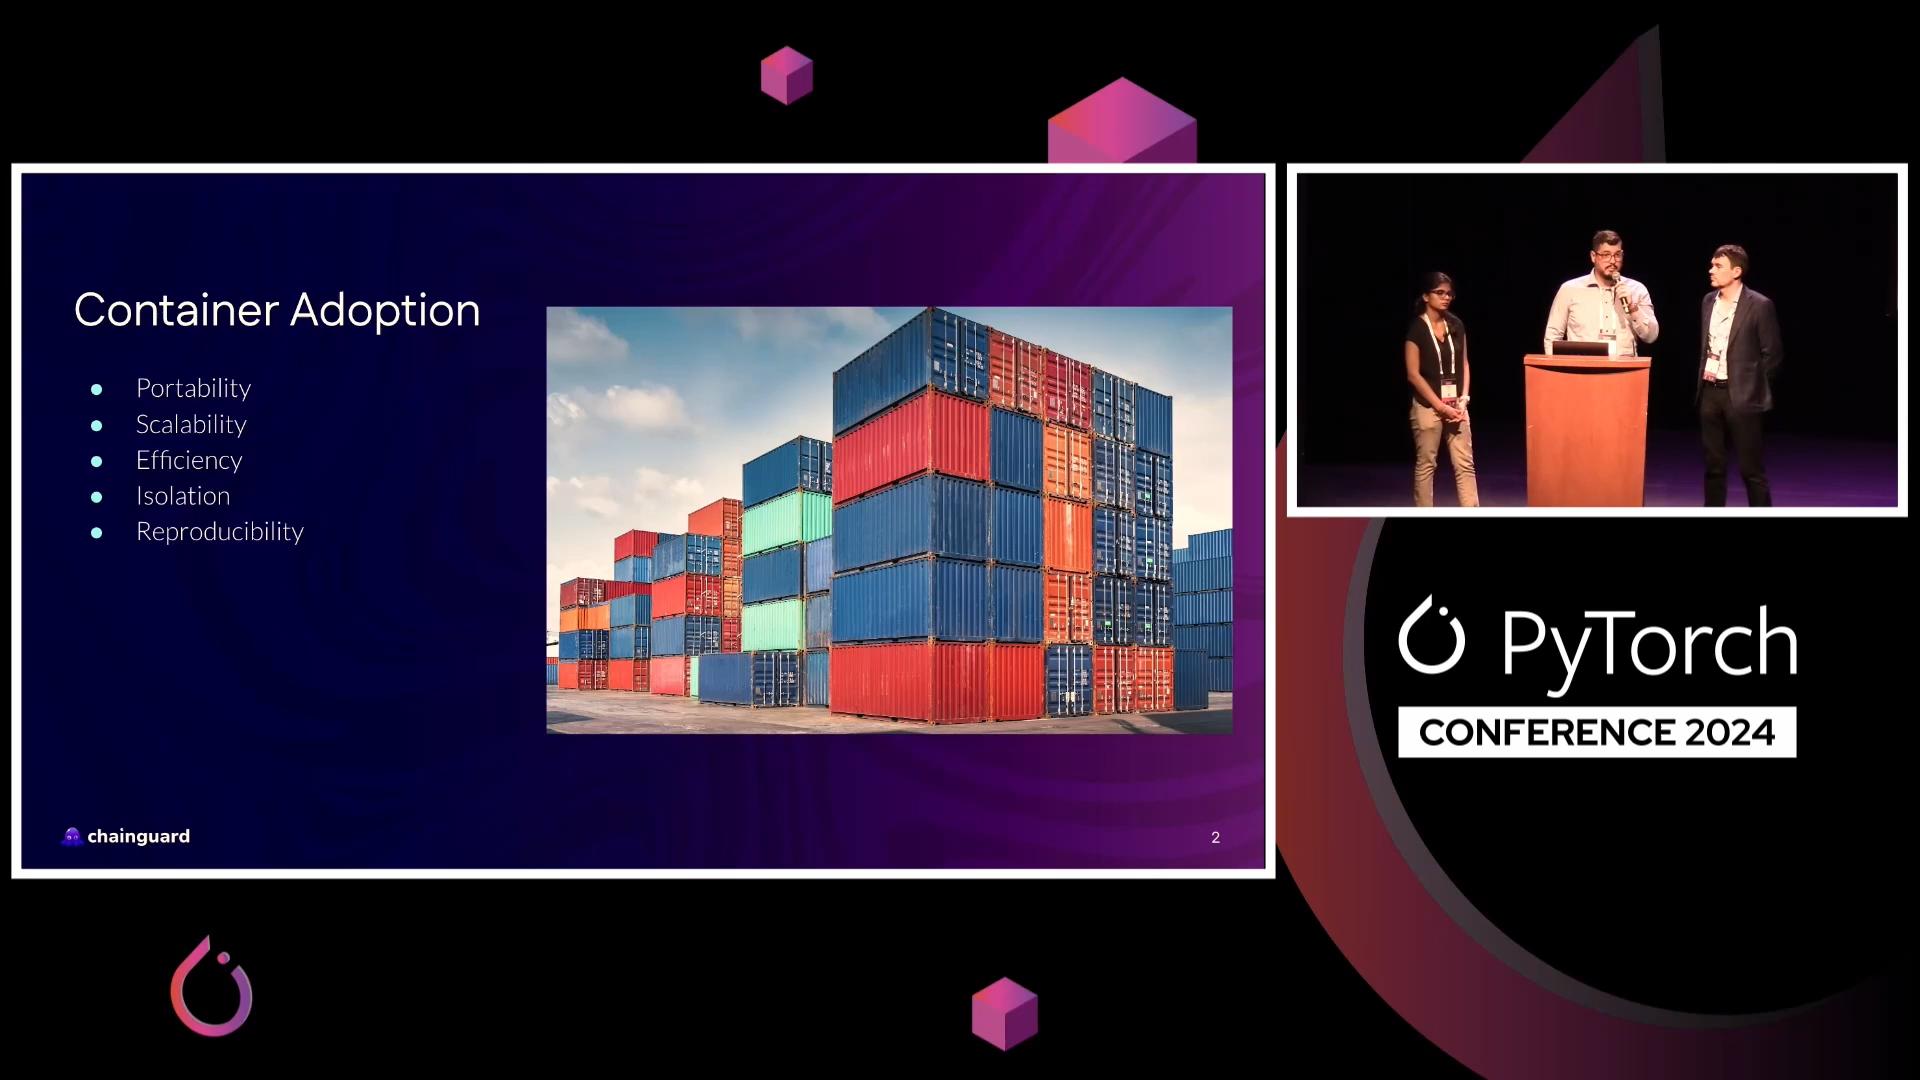 Container Adoption
Portability
Scalability
Efficiency
Isolation
Reproducibility
chainguard
2
PyTorch
CONFERENCE 2024